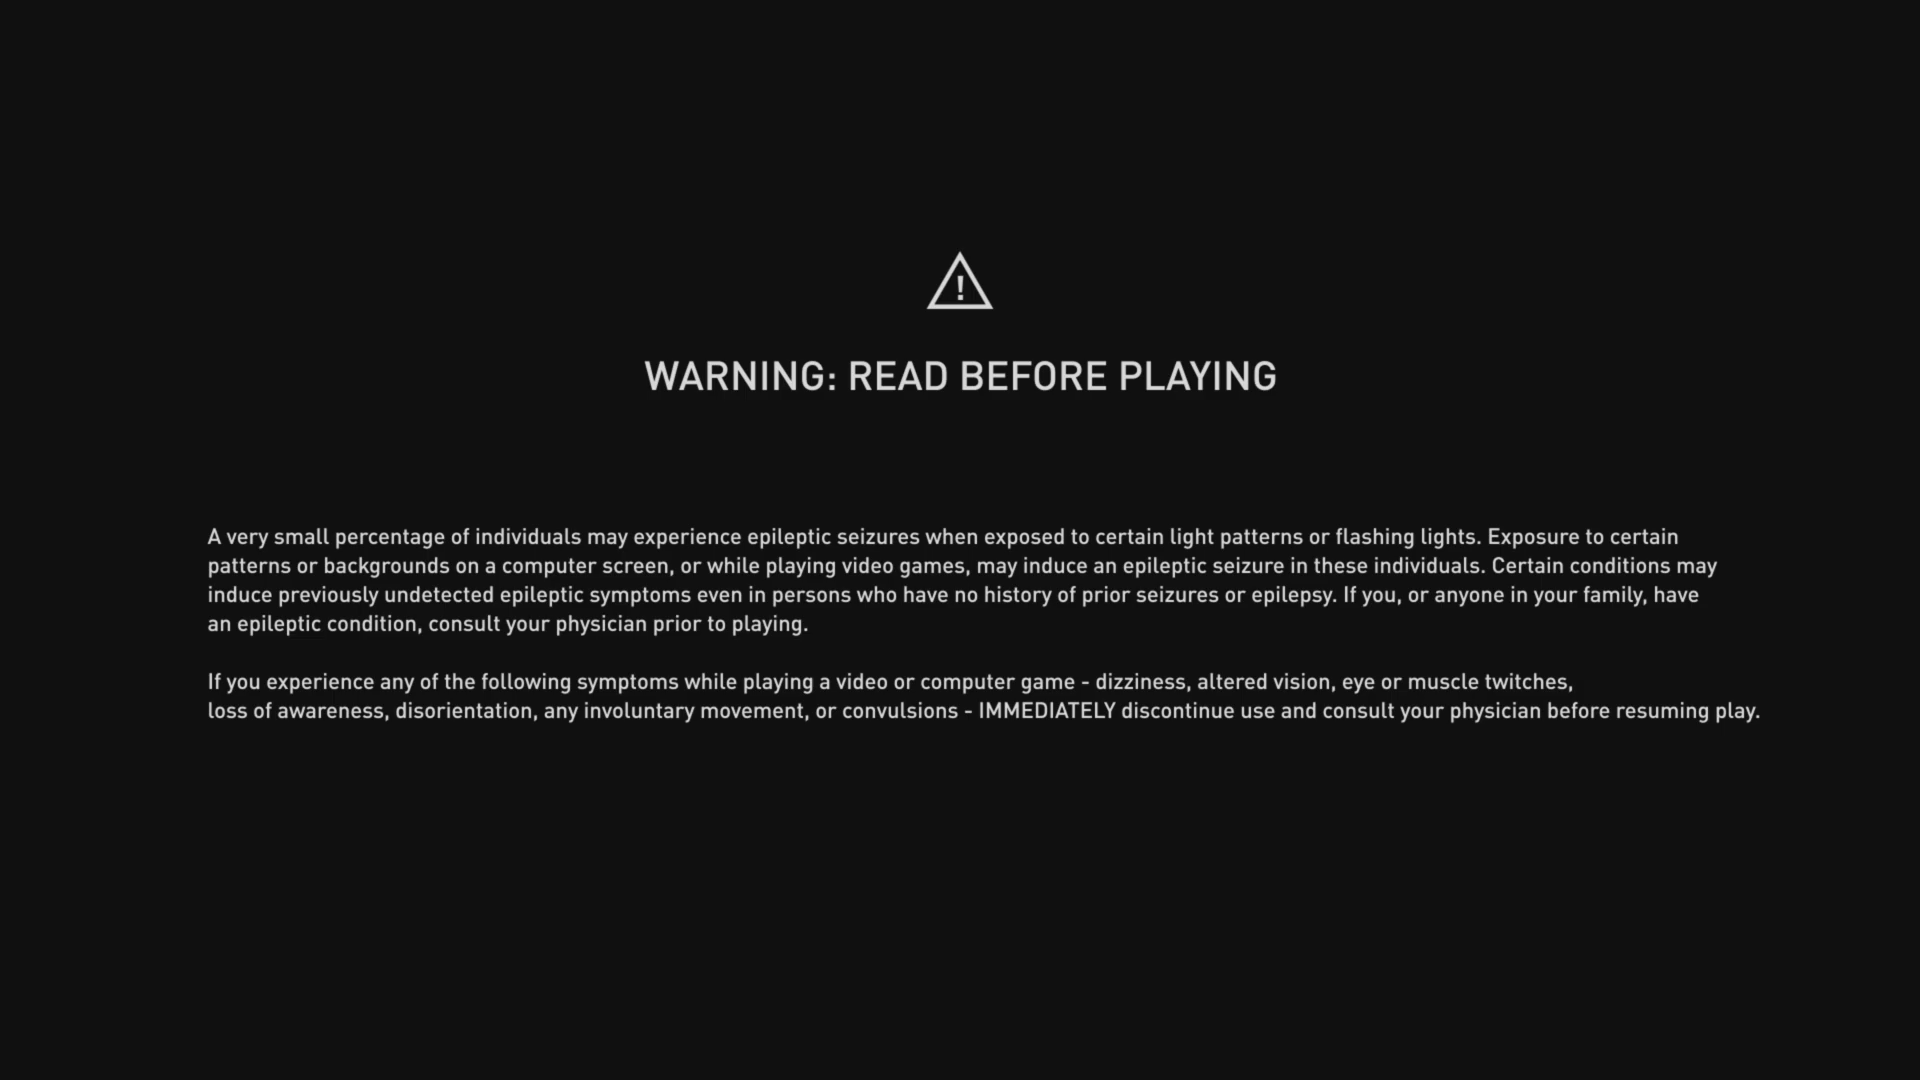 !
WARNING: READ BEFORE PLAYING
A very small percentage of individuals may experience epileptic seizures when exposed to certain light patterns or flashing lights. Exposure to certain
patterns or backgrounds on a computer screen, or while playing video games, may induce an epileptic seizure in these individuals. Certain conditions may
induce previously undetected epileptic symptoms even in persons who have no history of prior seizures or epilepsy. If you, or anyone in your family, have
an epileptic condition, consult your physician prior to playing.
If you experience any of the following symptoms while playing a video or computer game - dizziness, altered vision, eye or muscle twitches,
loss of awareness, disorientation, any involuntary movement, or convulsions - IMMEDIATELY discontinue use and consult your physician before resuming play.